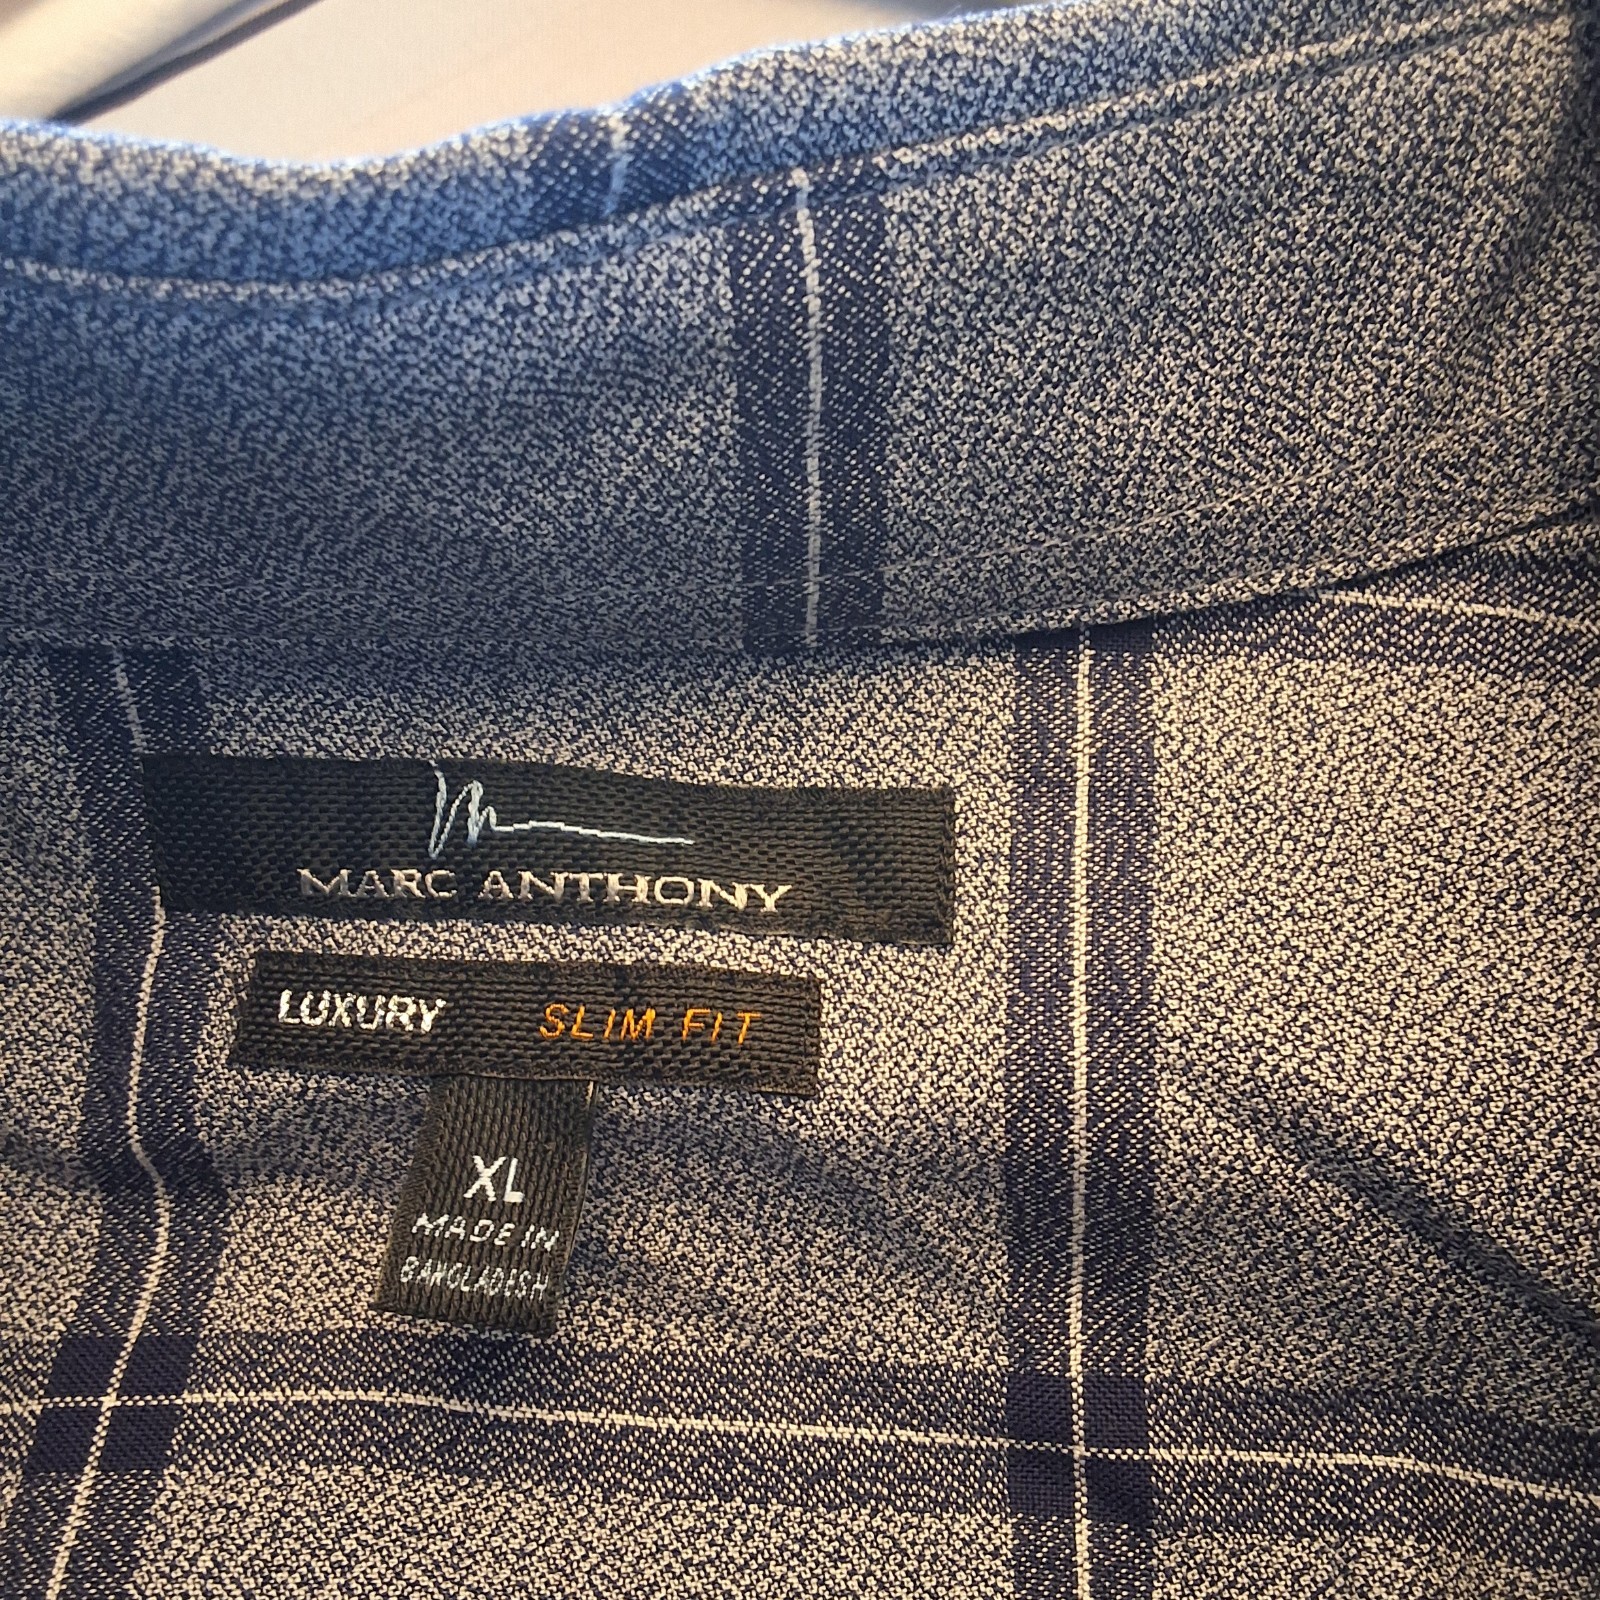 MARC ANTHONY
LUXURY SLIM FIT
XL
MADE IN
BANGLADESH